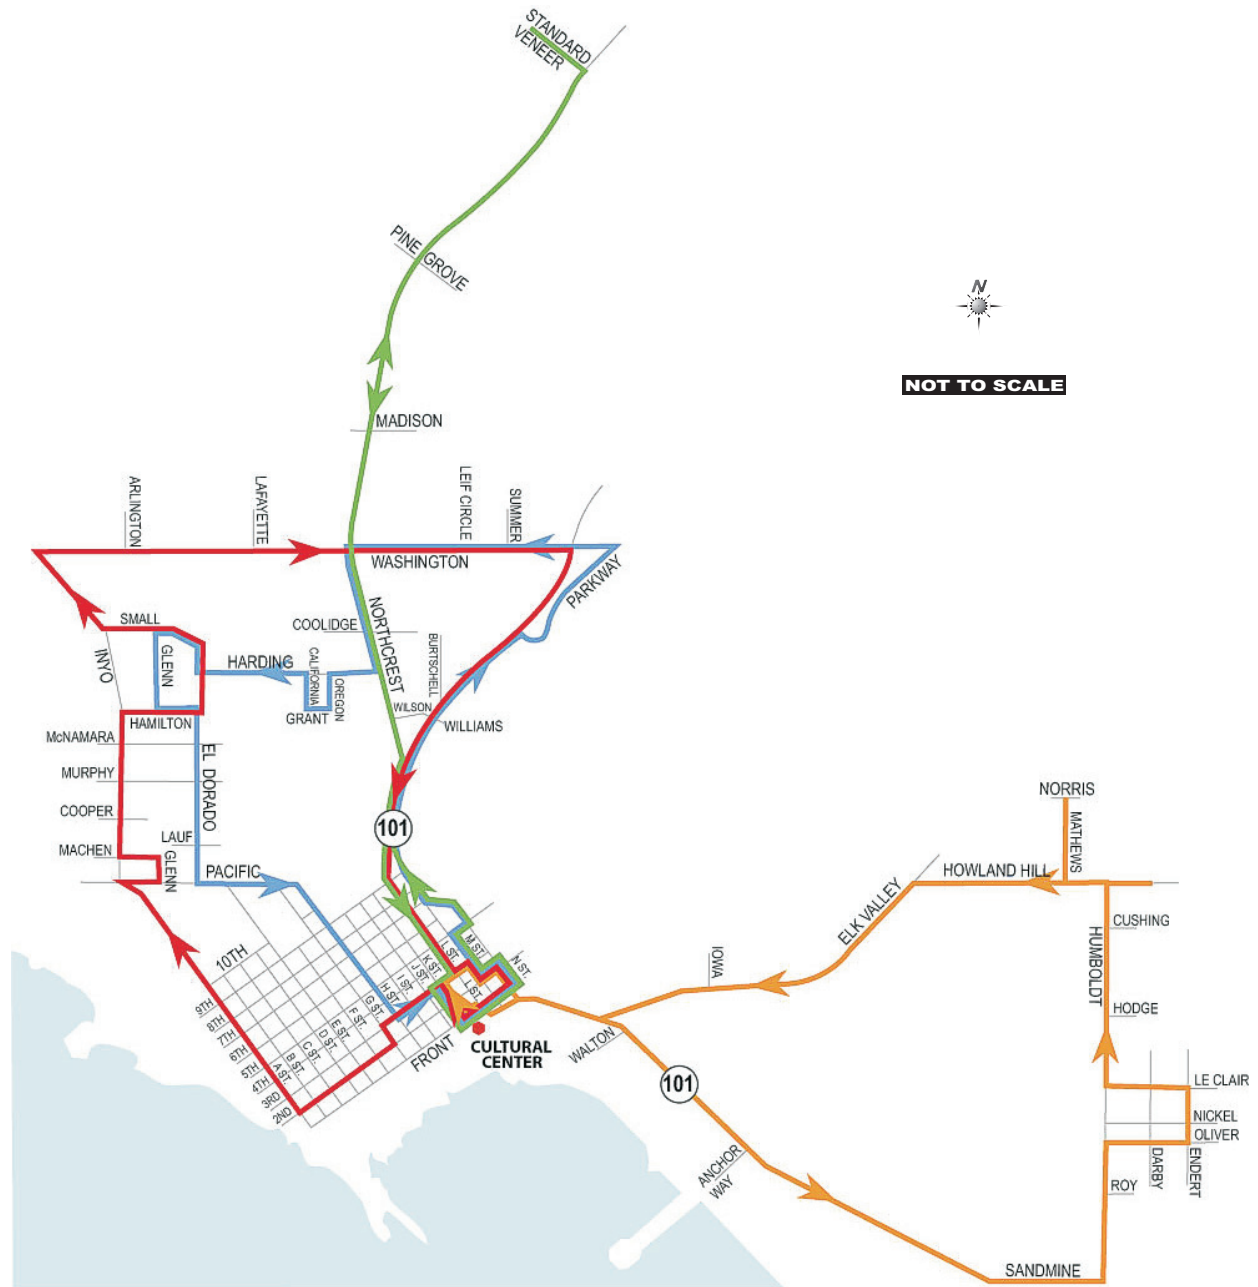 STANDARD
VENEER
PINE
GROVE
N
NOT TO SCALE
MADISON
ARLINGTON
LAFAYETTE
LEIF CIRCLE
SUMMER
WASHINGTON
PARKWAY
SMALL
COOLIDGE
NORTHCREST
BURTSCHELL
INYO
GLENN
HARDING
CALIFORNIA
OREGON
GRANT
WILSON
WILLIAMS
HAMILTON
McNAMARA
EL DORADO
MURPHY
COOPER
LAUF
MACHEN
GLENN
PACIFIC
101
NORRIS
MATHEWS
HOWLAND HILL
ELK VALLEY
CUSHING
HUMBOLDT
HODGE
IOWA
10TH
9TH
8TH
7TH
6TH
5TH
4TH
3RD
2ND
A ST.
B ST.
C ST.
D ST.
E ST.
F ST.
G ST.
H ST.
I ST.
J ST.
K ST.
L ST.
M ST.
N ST.
L ST.
FRONT
CULTURAL
CENTER
WALTON
101
ANCHOR
WAY
LE CLAIR
NICKEL
OLIVER
DARBY
ENDERT
ROY
SANDMINE